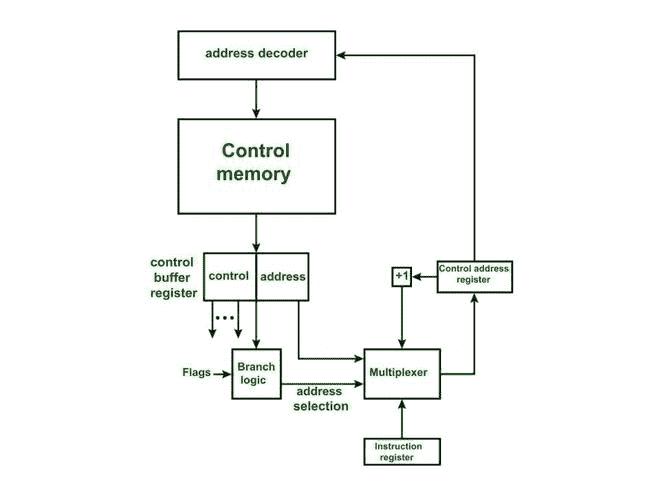 address decoder
Control
memory
control
buffer
register
control
address
+1
Control address
register
...
Flags
Branch
logic
address
selection
Multiplexer
Instruction
register